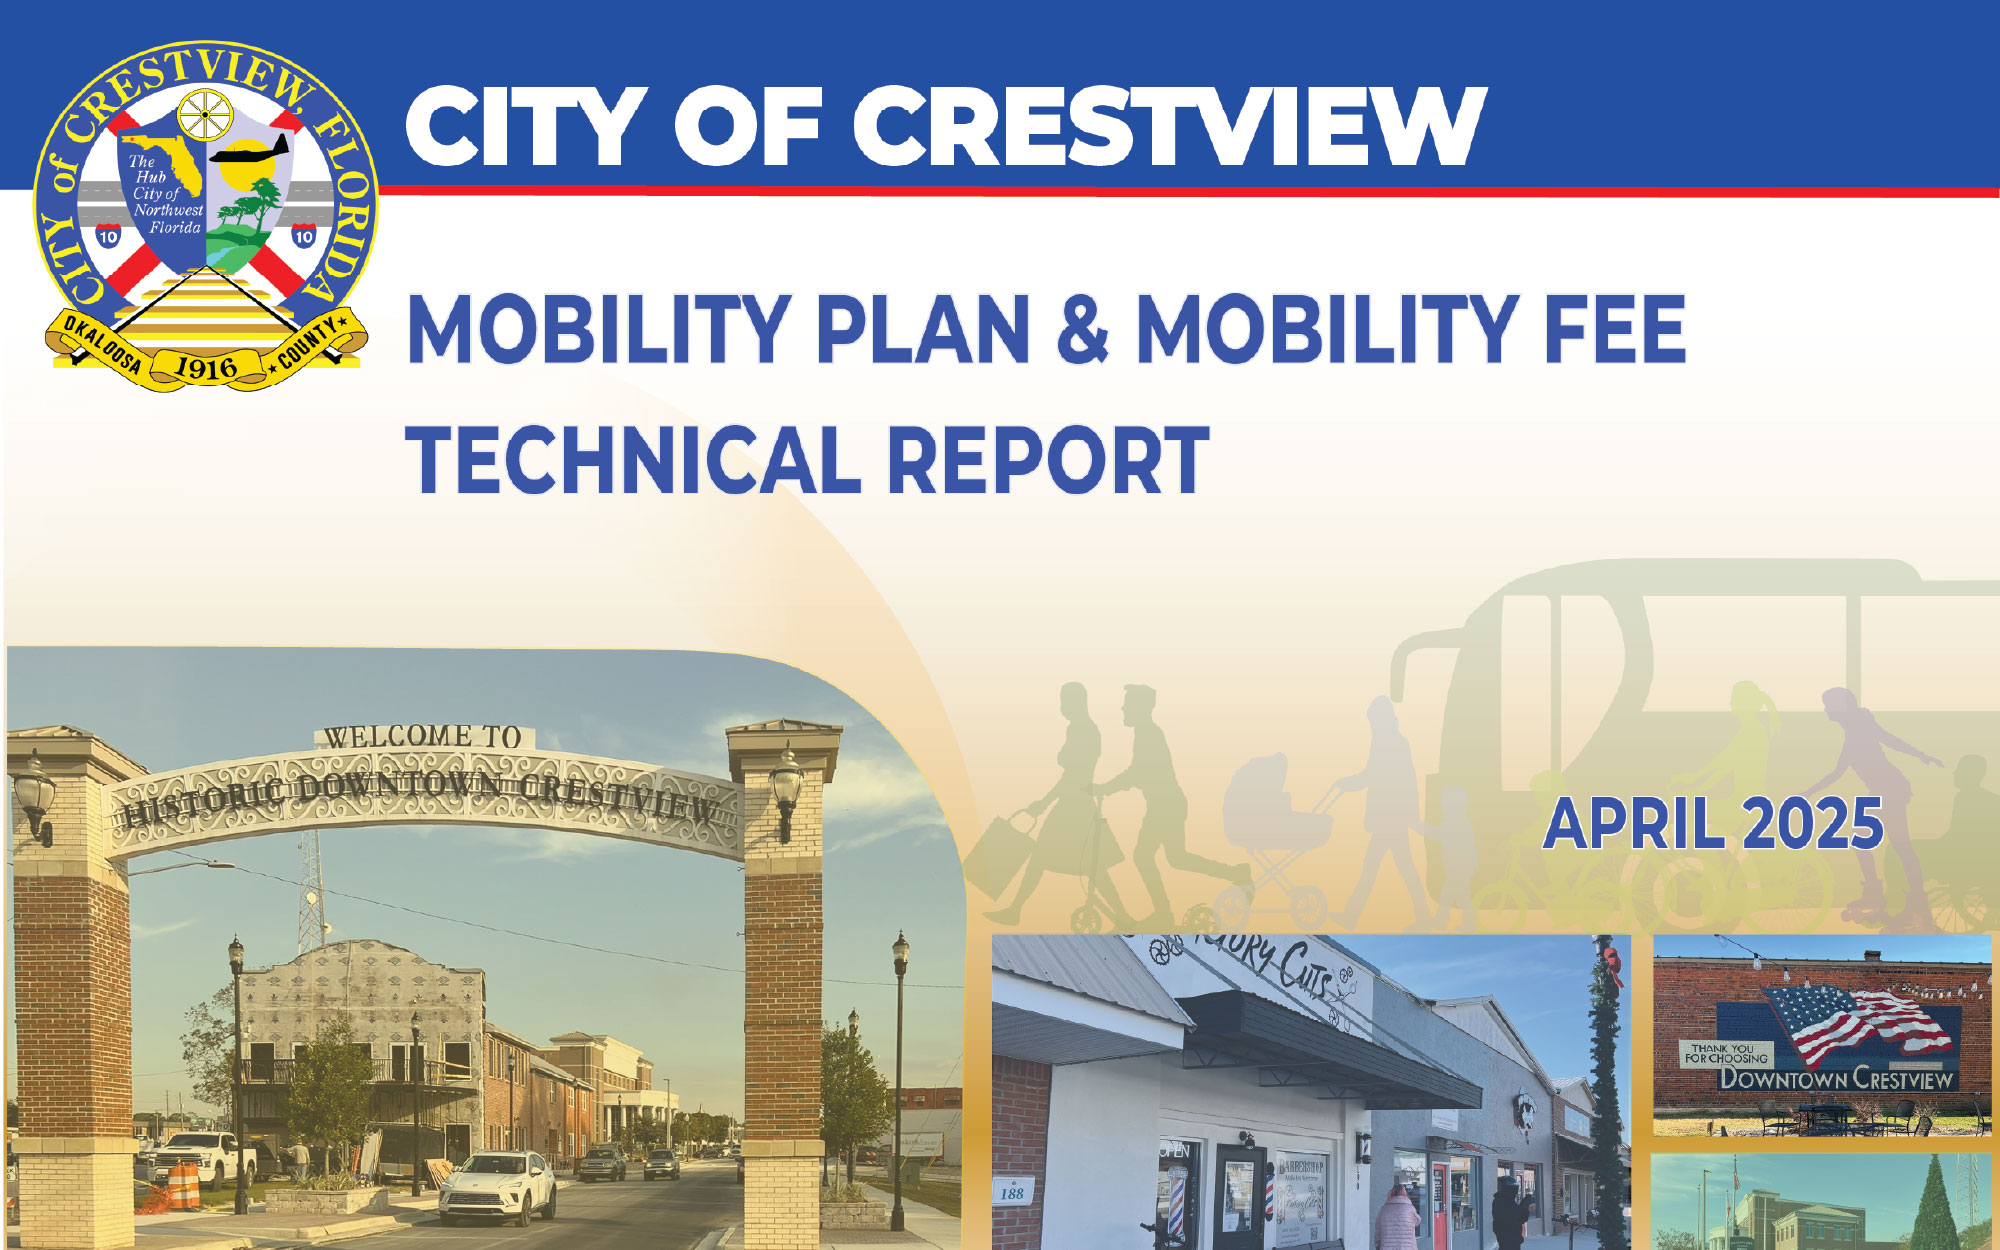 CITY of CRESTVIEW, FLORIDA
The
Hub
City of
Northwest
Florida
10
10
OKALOOSA
1916
COUNTY
CITY OF CRESTVIEW
MOBILITY PLAN & MOBILITY FEE
TECHNICAL REPORT
APRIL 2025
WELCOME TO
HISTORIC DOWNTOWN CRESTVIEW
CUTS
OPEN
BARBERSHOP
188
THANK YOU
FOR CHOOSING
DOWNTOWN CRESTVIEW